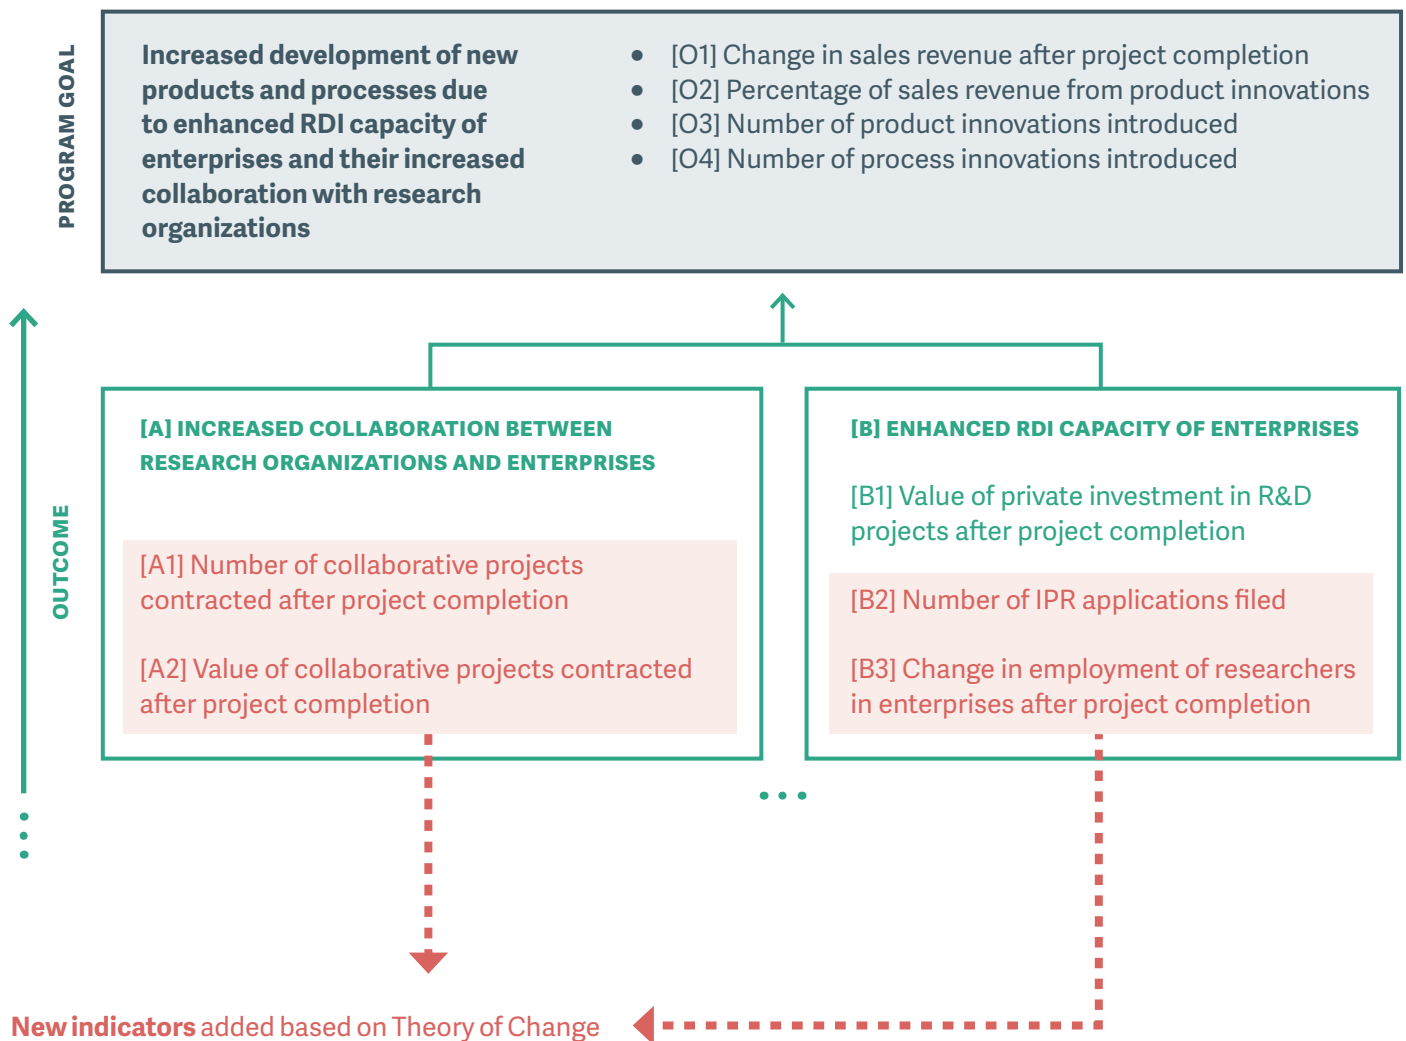 PROGRAM GOAL
Increased development of new
products and processes due
to enhanced RDI capacity of
enterprises and their increased
collaboration with research
organizations
• [O1] Change in sales revenue after project completion
• [O2] Percentage of sales revenue from product innovations
• [O3] Number of product innovations introduced
• [O4] Number of process innovations introduced
OUTCOME
[A] INCREASED COLLABORATION BETWEEN
RESEARCH ORGANIZATIONS AND ENTERPRISES
[A1] Number of collaborative projects
contracted after project completion
[A2] Value of collaborative projects contracted
after project completion
[B] ENHANCED RDI CAPACITY OF ENTERPRISES
[B1] Value of private investment in R&D
projects after project completion
[B2] Number of IPR applications filed
[B3] Change in employment of researchers
in enterprises after project completion
New indicators added based on Theory of Change